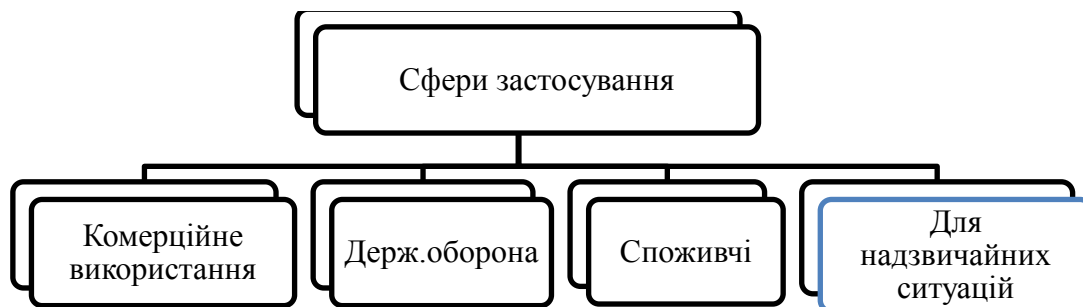 Сфери застосування
Комерційне
використання
Держ.оборона
Споживчі
Для
надзвичайних
ситуацій